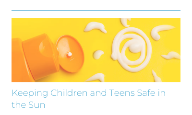 Keeping Children and Teens Safe in
the Sun